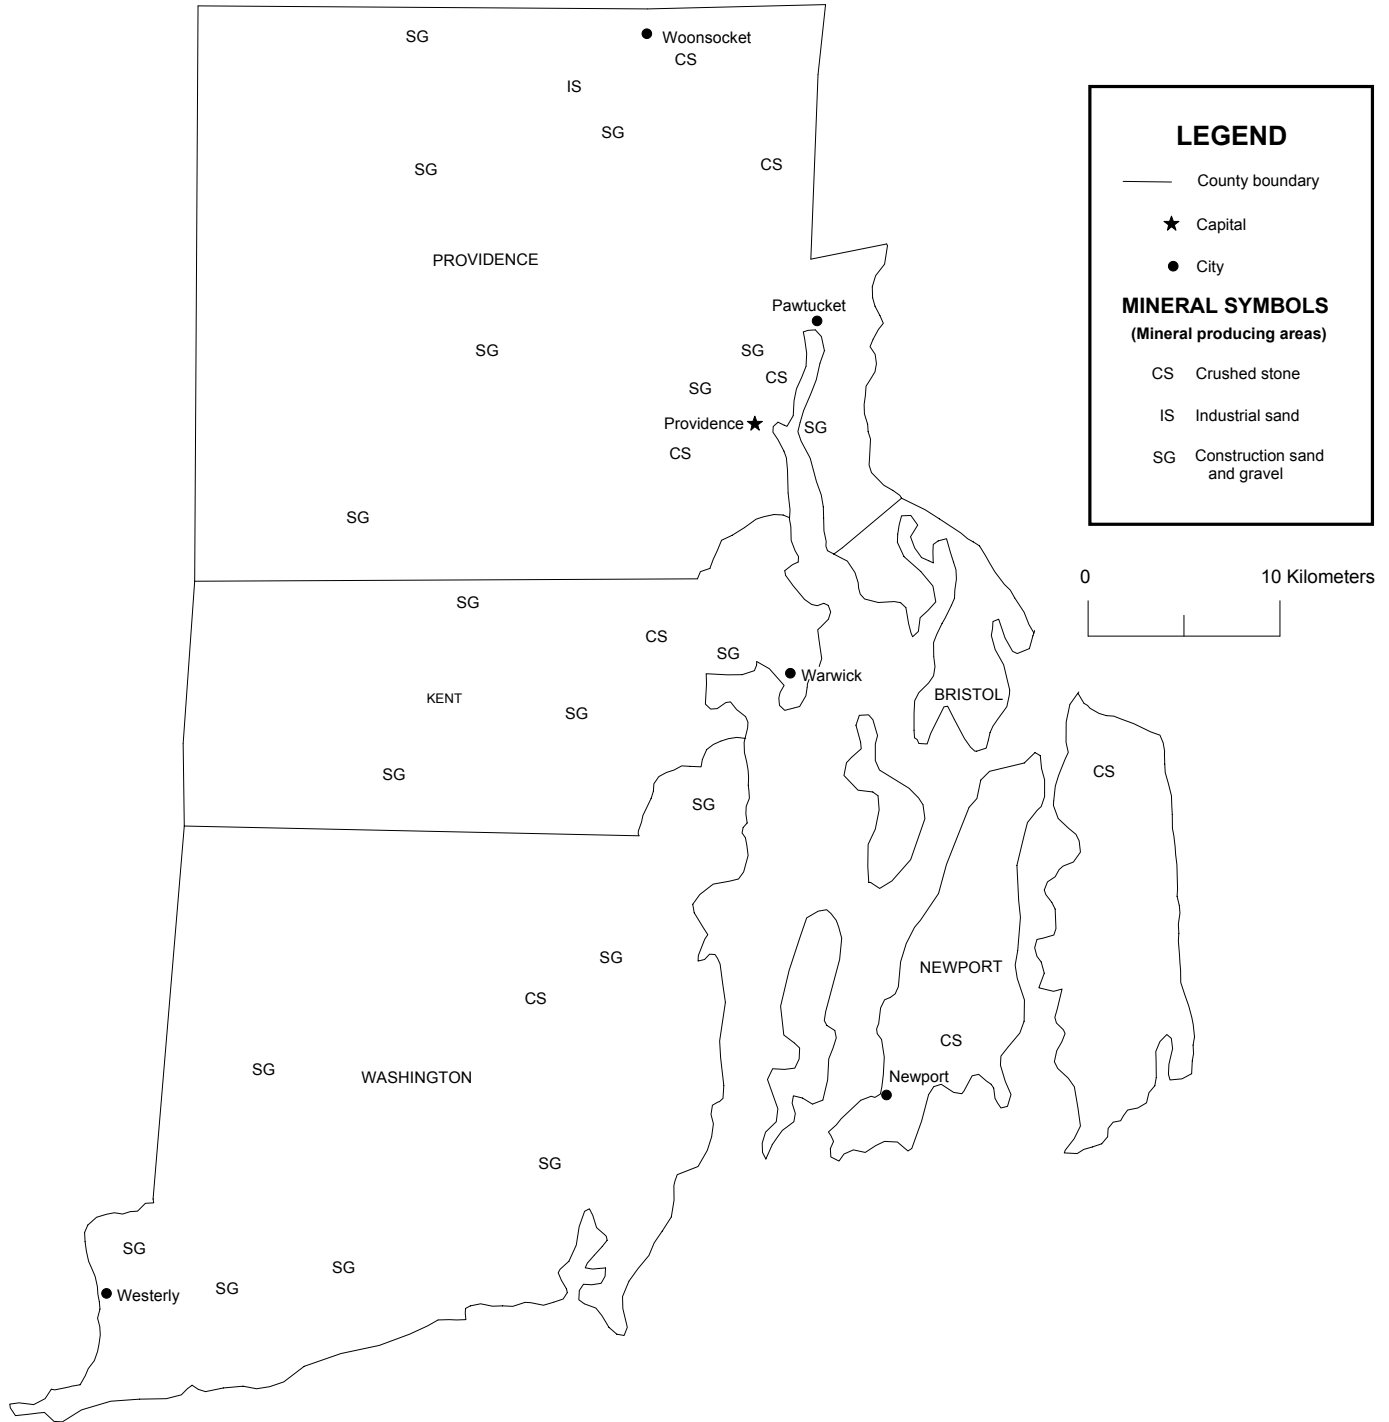 SG
Woonsocket
CS
IS
SG
CS
SG
PROVIDENCE
Pawtucket
SG
SG
CS
SG
Providence
SG
CS
SG
SG
CS
SG
Warwick
KENT
BRISTOL
SG
SG
CS
SG
SG
NEWPORT
CS
CS
SG
WASHINGTON
Newport
SG
SG
SG
SG
Westerly
LEGEND
County boundary
Capital
City
MINERAL SYMBOLS
(Mineral producing areas)
CS Crushed stone
IS Industrial sand
SG Construction sand
and gravel
0 10 Kilometers